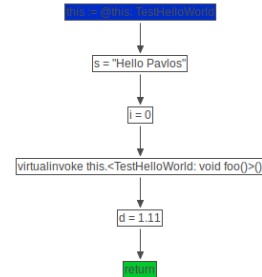 this := @this: TestHelloWorld
s = "Hello Pavlos"
i = 0
virtualinvoke this.<TestHelloWorld: void foo()>()
d = 1.11
return